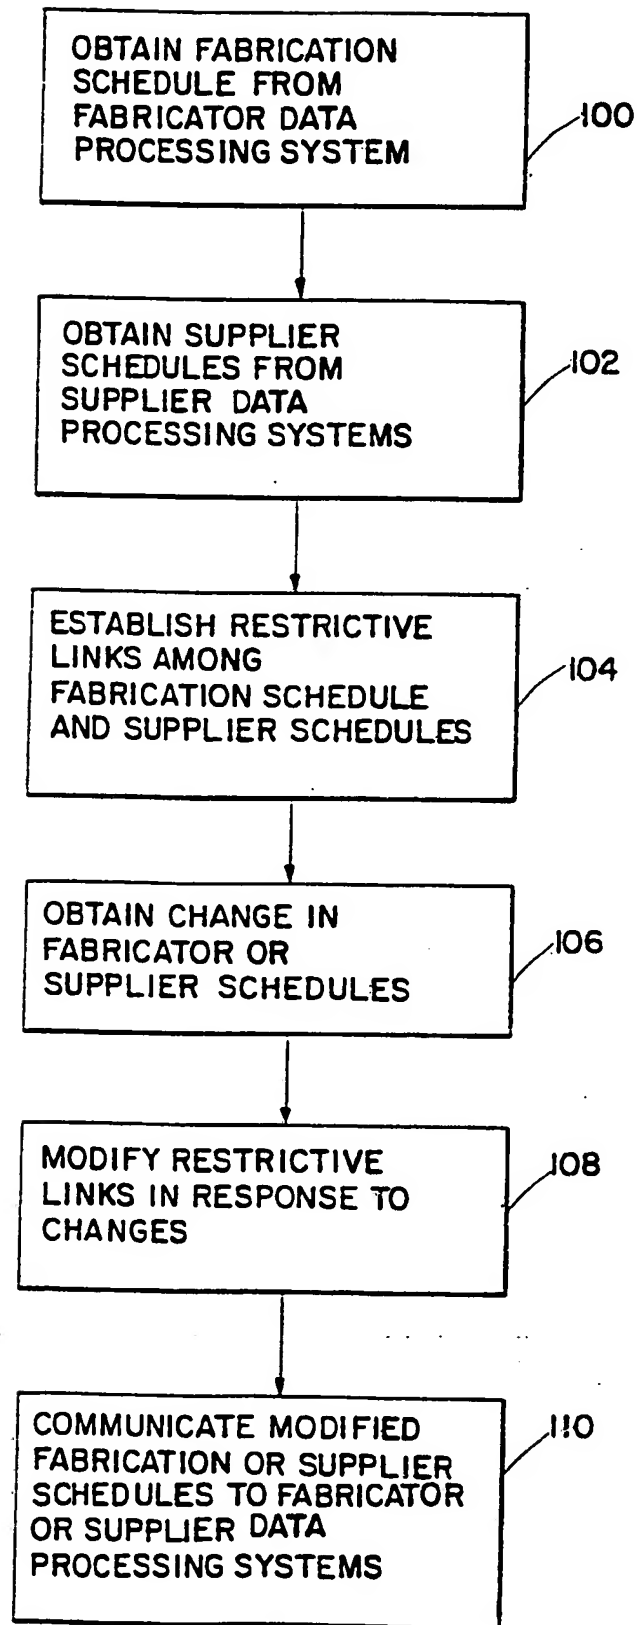 OBTAIN FABRICATION
SCHEDULE FROM
FABRICATOR DATA
PROCESSING SYSTEM
100
OBTAIN SUPPLIER
SCHEDULES FROM
SUPPLIER DATA
PROCESSING SYSTEMS
102
ESTABLISH RESTRICTIVE
LINKS AMONG
FABRICATION SCHEDULE
AND SUPPLIER SCHEDULES
104
OBTAIN CHANGE IN
FABRICATOR OR
SUPPLIER SCHEDULES
106
MODIFY RESTRICTIVE
LINKS IN RESPONSE TO
CHANGES
108
COMMUNICATE MODIFIED
FABRICATION OR SUPPLIER
SCHEDULES TO FABRICATOR
OR SUPPLIER DATA
PROCESSING SYSTEMS
110